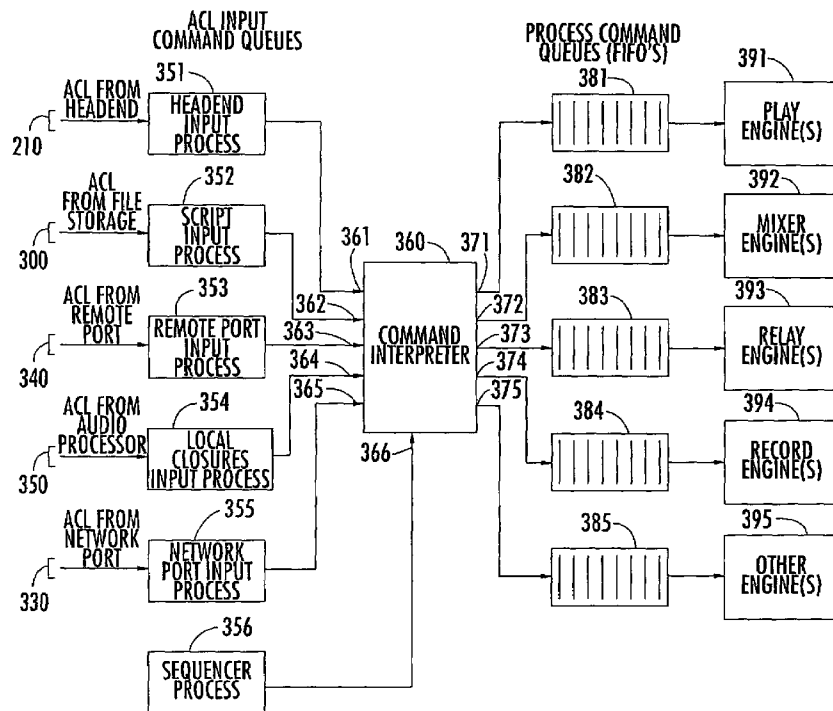 ACL INPUT
COMMAND QUEUES
PROCESS COMMAND
QUEUES (FIFO'S)
351
381
391
ACL FROM
HEADEND
210
HEADEND
INPUT
PROCESS
PLAY
ENGINE(S)
352
382
392
ACL
FROM FILE
STORAGE
300
SCRIPT
INPUT
PROCESS
MIXER
ENGINE(S)
361
360
371
353
362
372
383
393
ACL FROM
REMOTE
PORT
340
REMOTE PORT
INPUT
PROCESS
363
COMMAND
INTERPRETER
373
RELAY
ENGINE(S)
364
374
354
365
375
384
394
ACL FROM
AUDIO
PROCESSOR
350
LOCAL
CLOSURES
INPUT PROCESS
366
RECORD
ENGINE(S)
355
385
395
ACL FROM
NETWORK
PORT
330
NETWORK
PORT INPUT
PROCESS
OTHER
ENGINE(S)
356
SEQUENCER
PROCESS